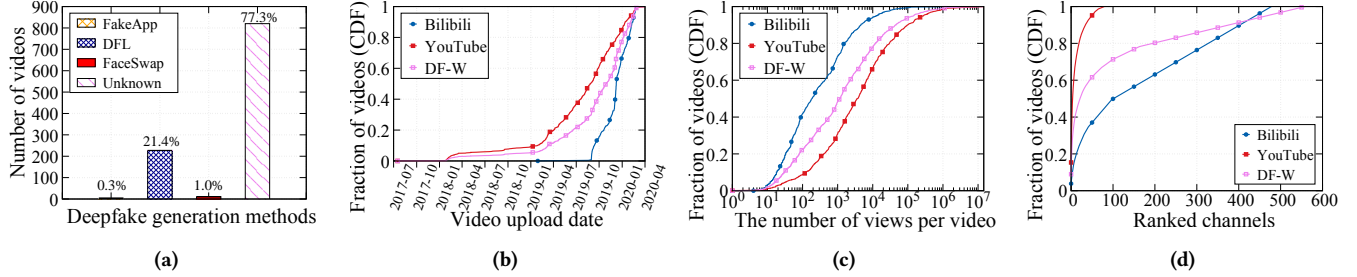 Number of videos
900
800
700
600
500
400
300
200
100
0
FakeApp
DFL
FaceSwap
Unknown
0.3%
21.4%
1.0%
77.3%
Deepfake generation methods
(a)
Fraction of videos (CDF)
1
0.8
0.6
0.4
0.2
0
Bilibili
YouTube
DF-W
2017-07
2017-10
2018-01
2018-04
2018-07
2018-10
2019-01
2019-04
2019-07
2019-10
2020-01
2020-04
Video upload date
(b)
Fraction of videos (CDF)
1
0.8
0.6
0.4
0.2
0
Bilibili
YouTube
DF-W
10^0
10^1
10^2
10^3
10^4
10^5
10^6
10^7
The number of views per video
(c)
Fraction of videos (CDF)
1
0.8
0.6
0.4
0.2
0
Bilibili
YouTube
DF-W
0
100
200
300
400
500
600
Ranked channels
(d)